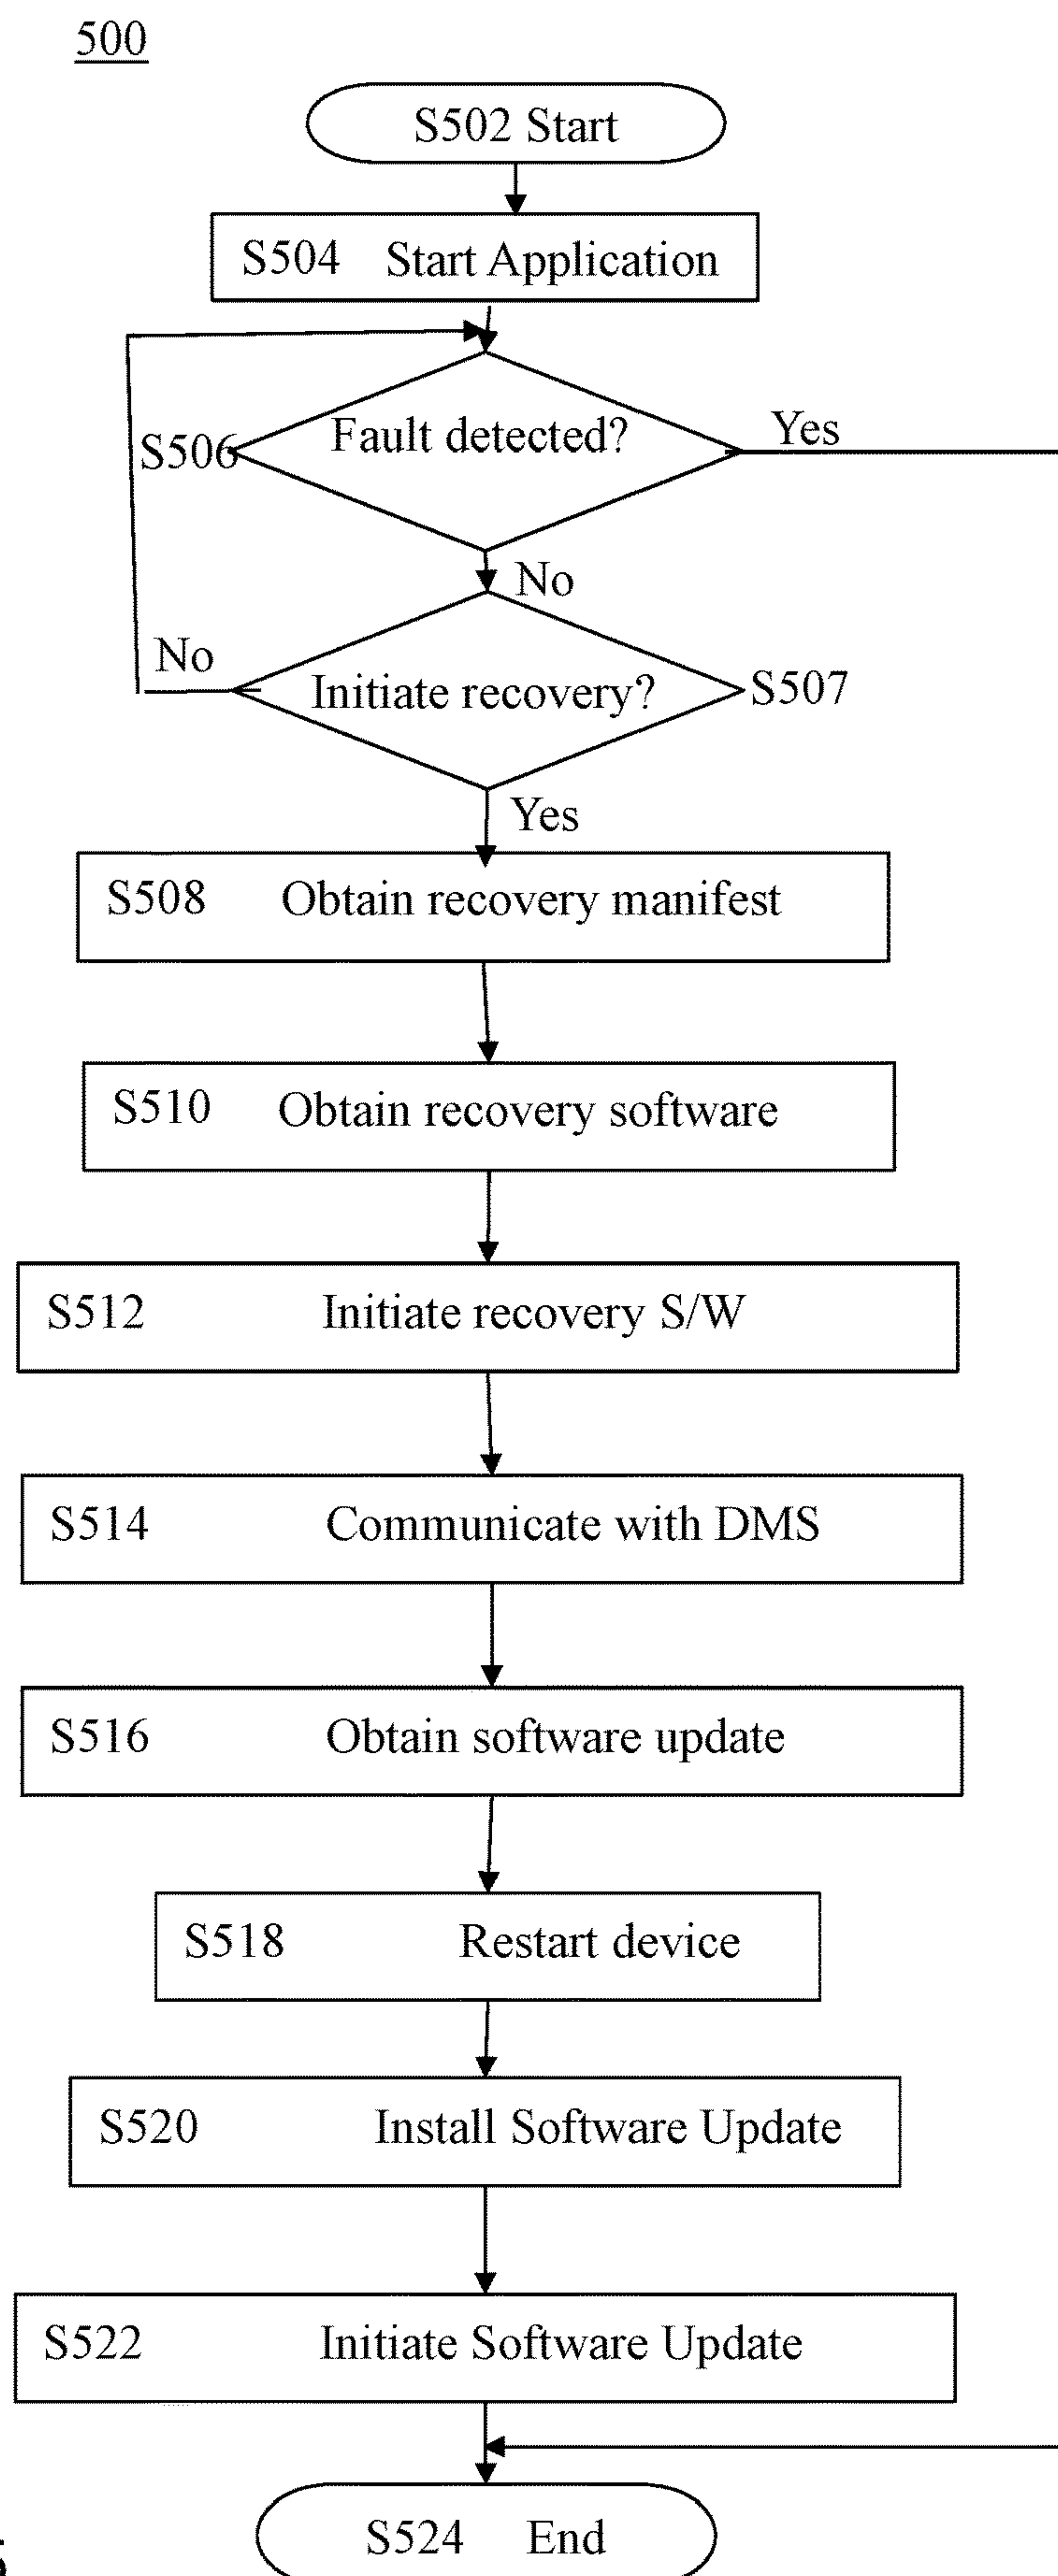 500
S502 Start
S504 Start Application
Fault detected?
Yes
S506
No
No
Initiate recovery?
S507
Yes
S508 Obtain recovery manifest
S510 Obtain recovery software
S512 Initiate recovery S/W
S514 Communicate with DMS
S516 Obtain software update
S518 Restart device
S520 Install Software Update
S522 Initiate Software Update
S524 End